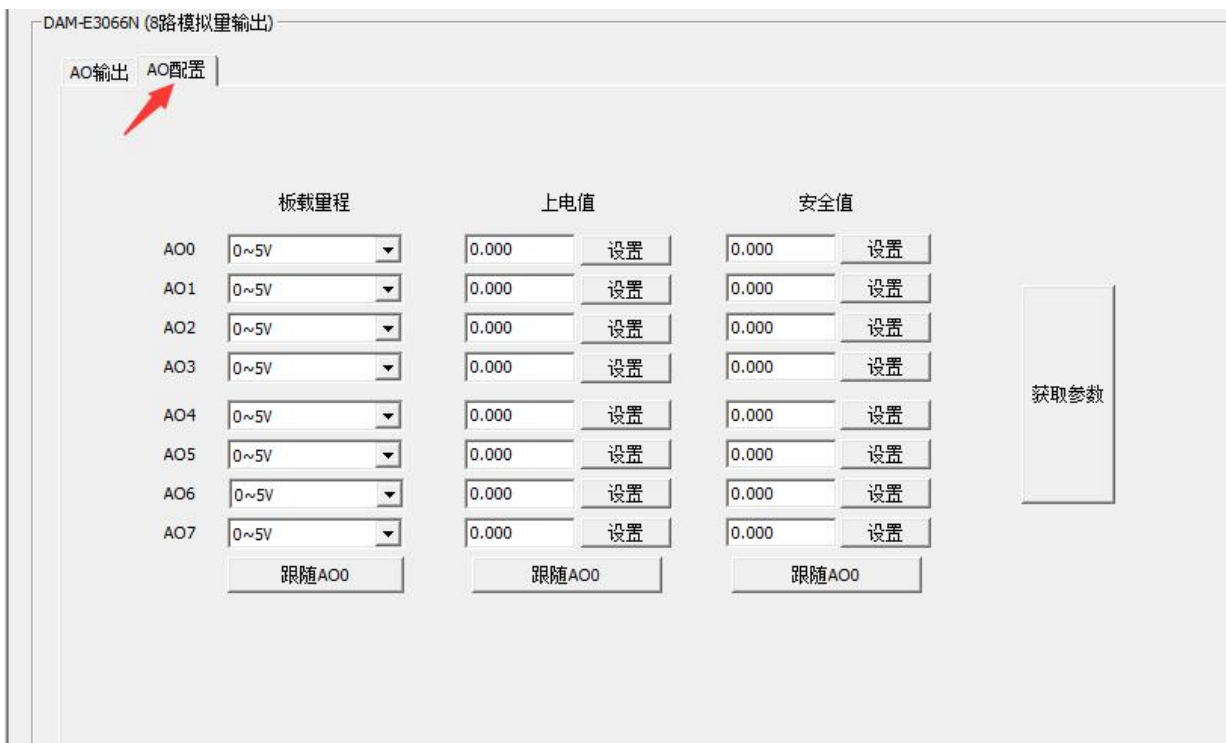 DAM-E3066N (8路模拟量输出)
AO输出 AO配置
板载量程 上电值 安全值
AO0 0~5V 0.000 设置 0.000 设置
AO1 0~5V 0.000 设置 0.000 设置
AO2 0~5V 0.000 设置 0.000 设置
AO3 0~5V 0.000 设置 0.000 设置
获取参数
AO4 0~5V 0.000 设置 0.000 设置
AO5 0~5V 0.000 设置 0.000 设置
AO6 0~5V 0.000 设置 0.000 设置
AO7 0~5V 0.000 设置 0.000 设置
跟随AO0 跟随AO0 跟随AO0